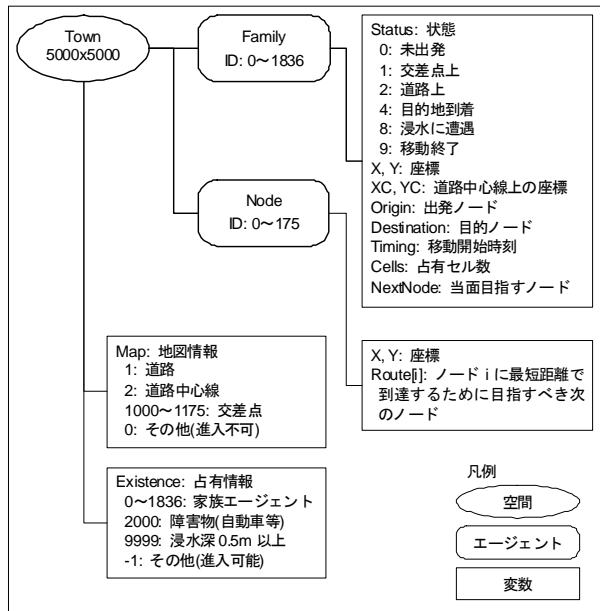 Town
5000x5000
Family
ID: 0～1836
Node
ID: 0～175
Status: 状態
0: 未出発
1: 交差点上
2: 道路上
4: 目的地到着
8: 浸水に遭遇
9: 移動終了
X, Y: 座標
XC, YC: 道路中心線上の座標
Origin: 出発ノード
Destination: 目的ノード
Timing: 移動開始時刻
Cells: 占有セル数
NextNode: 当面目指すノード
X, Y: 座標
Route[i]: ノード i に最短距離で
到達するために目指すべき次
のノード
Map: 地図情報
1: 道路
2: 道路中心線
1000～1175: 交差点
0: その他(進入不可)
Existence: 占有情報
0～1836: 家族エージェント
2000: 障害物(自動車等)
9999: 浸水深 0.5m 以上
-1: その他(進入可能)
凡例
空間
エージェント
変数